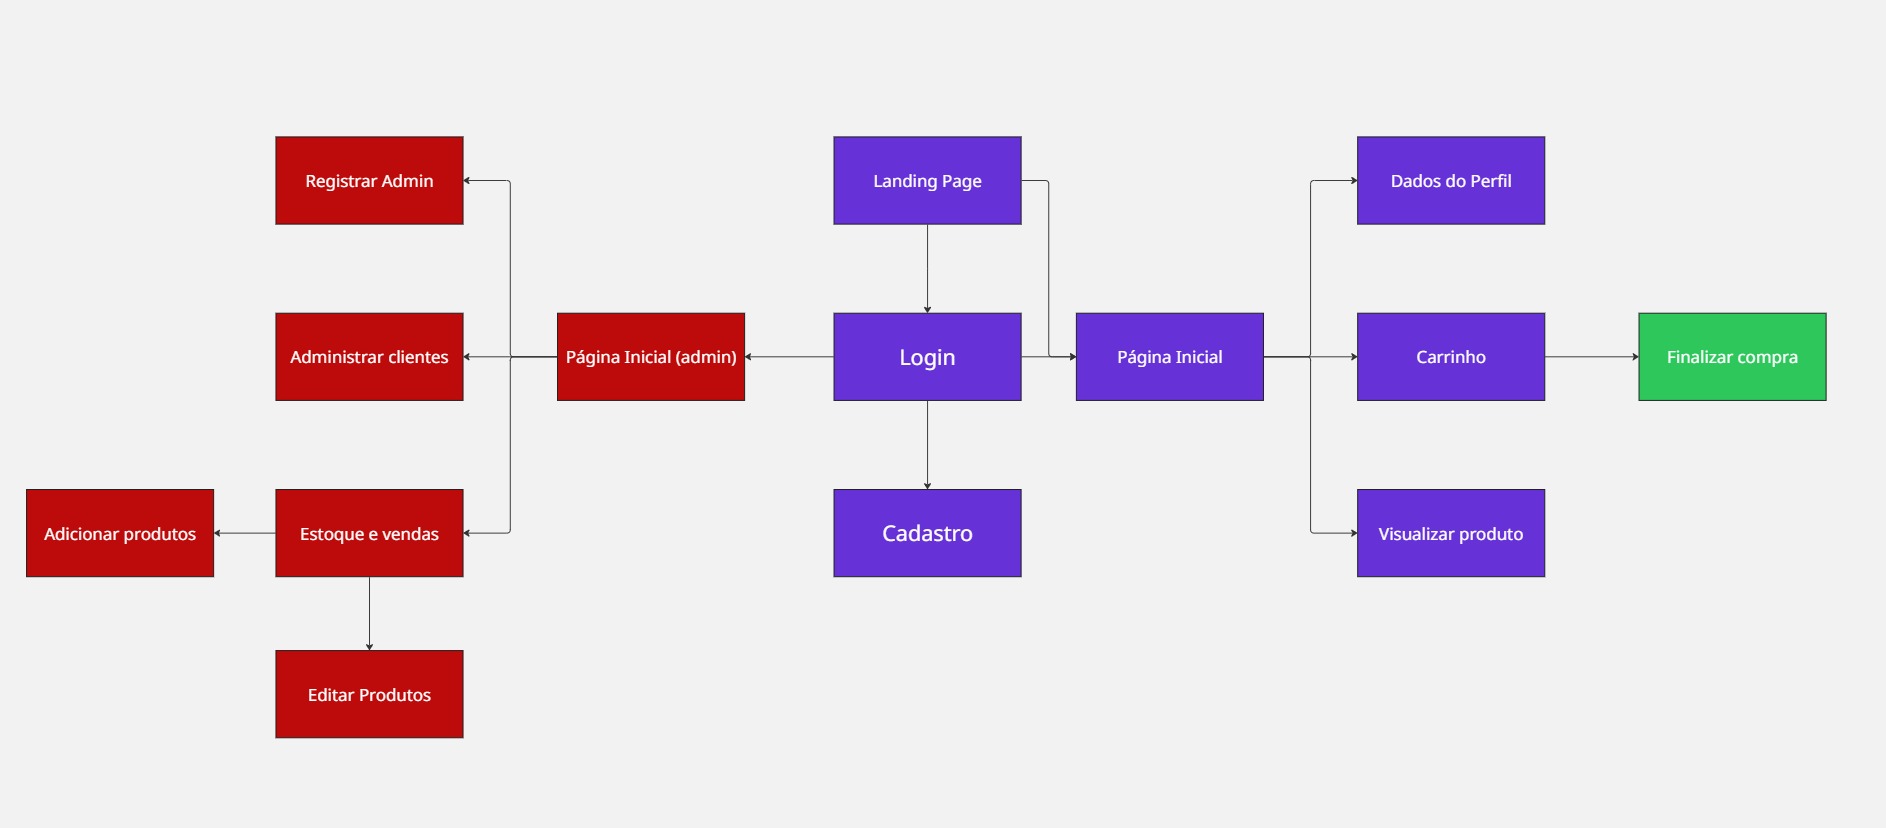 Registrar Admin
Landing Page
Dados do Perfil
Administrar clientes
Página Inicial (admin)
Login
Página Inicial
Carrinho
Finalizar compra
Adicionar produtos
Estoque e vendas
Cadastro
Visualizar produto
Editar Produtos